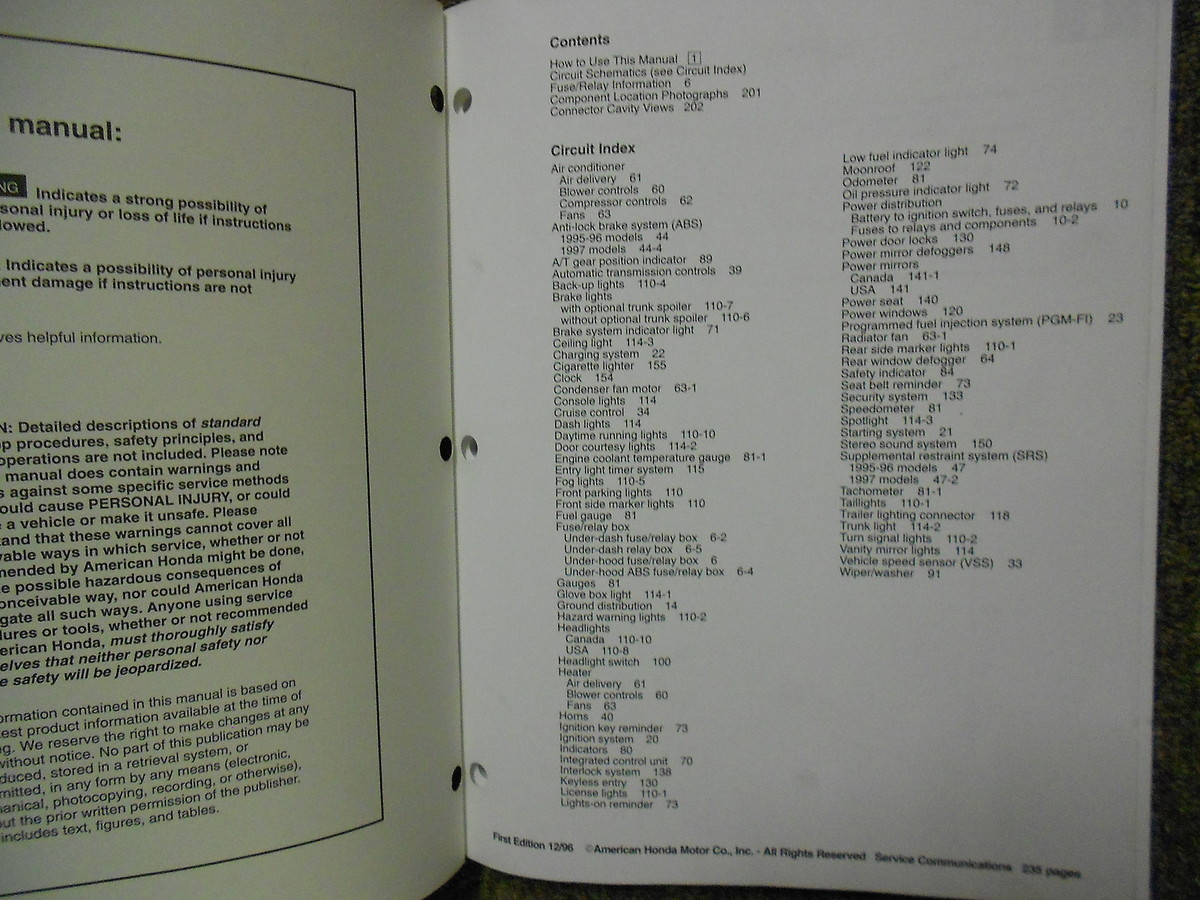 manual:
NG Indicates a strong possibility of
sonal injury or loss of life if instructions
lowed.
Indicates a possibility of personal injury
ent damage if instructions are not
ves helpful information.
N: Detailed descriptions of standard
op procedures, safety principles, and
operations are not included. Please note
manual does contain warnings and
s against some specific service methods
ould cause PERSONAL INJURY, or could
e a vehicle or make it unsafe. Please
and that these warnings cannot cover all
vable ways in which service, whether or not
mended by American Honda might be done,
e possible hazardous consequences of
onceivable way, nor could American Honda
gate all such ways. Anyone using service
dures or tools, whether or not recommended
erican Honda, must thoroughly satisfy
elves that neither personal safety nor
e safety will be jeopardized.
ormation contained in this manual is based on
test product information available at the time of
g. We reserve the right to make changes at any
without notice. No part of this publication may be
duced, stored in a retrieval system, or
mitted, in any form by any means (electronic,
anical, photocopying, recording, or otherwise),
out the prior written permission of the publisher.
includes text, figures, and tables.
Contents
How to Use This Manual 1
Circuit Schematics (see Circuit Index)
Fuse/Relay Information 6
Component Location Photographs 201
Connector Cavity Views 202
Circuit Index
Air conditioner
Air delivery 61
Blower controls 60
Compressor controls 62
Fans 63
Anti-lock brake system (ABS)
1995-96 models 44
1997 models 44-4
A/T gear position indicator 89
Automatic transmission controls 39
Back-up lights 110-4
Brake lights
with optional trunk spoiler 110-7
without optional trunk spoiler 110-6
Brake system indicator light 71
Ceiling light 114-3
Charging system 22
Cigarette lighter 155
Clock 154
Condenser fan motor 63-1
Console lights 114
Cruise control 34
Dash lights 114
Daytime running lights 110-10
Door courtesy lights 114-2
Engine coolant temperature gauge 81-1
Entry light timer system 115
Fog lights 110-5
Front parking lights 110
Front side marker lights 110
Fuel gauge 81
Fuse/relay box
Under-dash fuse/relay box 6-2
Under-dash relay box 6-5
Under-hood fuse/relay box 6
Under-hood ABS fuse/relay box 6-4
Gauges 81
Glove box light 114-1
Ground distribution 14
Hazard warning lights 110-2
Headlights
Canada 110-10
USA 110-8
Headlight switch 100
Heater
Air delivery 61
Blower controls 60
Fans 63
Horns 40
Ignition key reminder 73
Ignition system 20
Indicators 80
Integrated control unit 70
Interlock system 138
Keyless entry 130
License lights 110-1
Lights-on reminder 73
Low fuel indicator light 74
Moonroof 122
Odometer 81
Oil pressure indicator light 72
Power distribution
Battery to ignition switch, fuses, and relays 10
Fuses to relays and components 10-2
Power door locks 130
Power mirror defoggers 148
Power mirrors
Canada 141-1
USA 141
Power seat 140
Power windows 120
Programmed fuel injection system (PGM-FI) 23
Radiator fan 63-1
Rear side marker lights 110-1
Rear window defogger 64
Safety indicator 84
Seat belt reminder 73
Security system 133
Speedometer 81
Spotlight 114-3
Starting system 21
Stereo sound system 150
Supplemental restraint system (SRS)
1995-96 models 47
1997 models 47-2
Tachometer 81-1
Taillights 110-1
Trailer lighting connector 118
Trunk light 114-2
Turn signal lights 110-2
Vanity mirror lights 114
Vehicle speed sensor (VSS) 33
Wiper/washer 91
First Edition 12/96 ©American Honda Motor Co., Inc. - All Rights Reserved Service Communications 235 pages